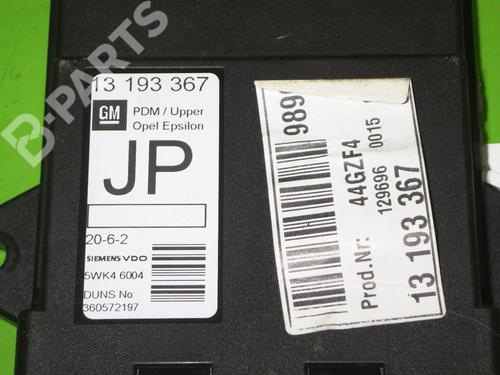 B-PARTS
13 193 367
GM
PDM / Upper
Opel Epsilon
JP
20-6-2
SIEMENS VDO
5WK4 6004
DUNS No:
360572197
44GZF4
Prod.Nr: 129696 0015
13 193 367